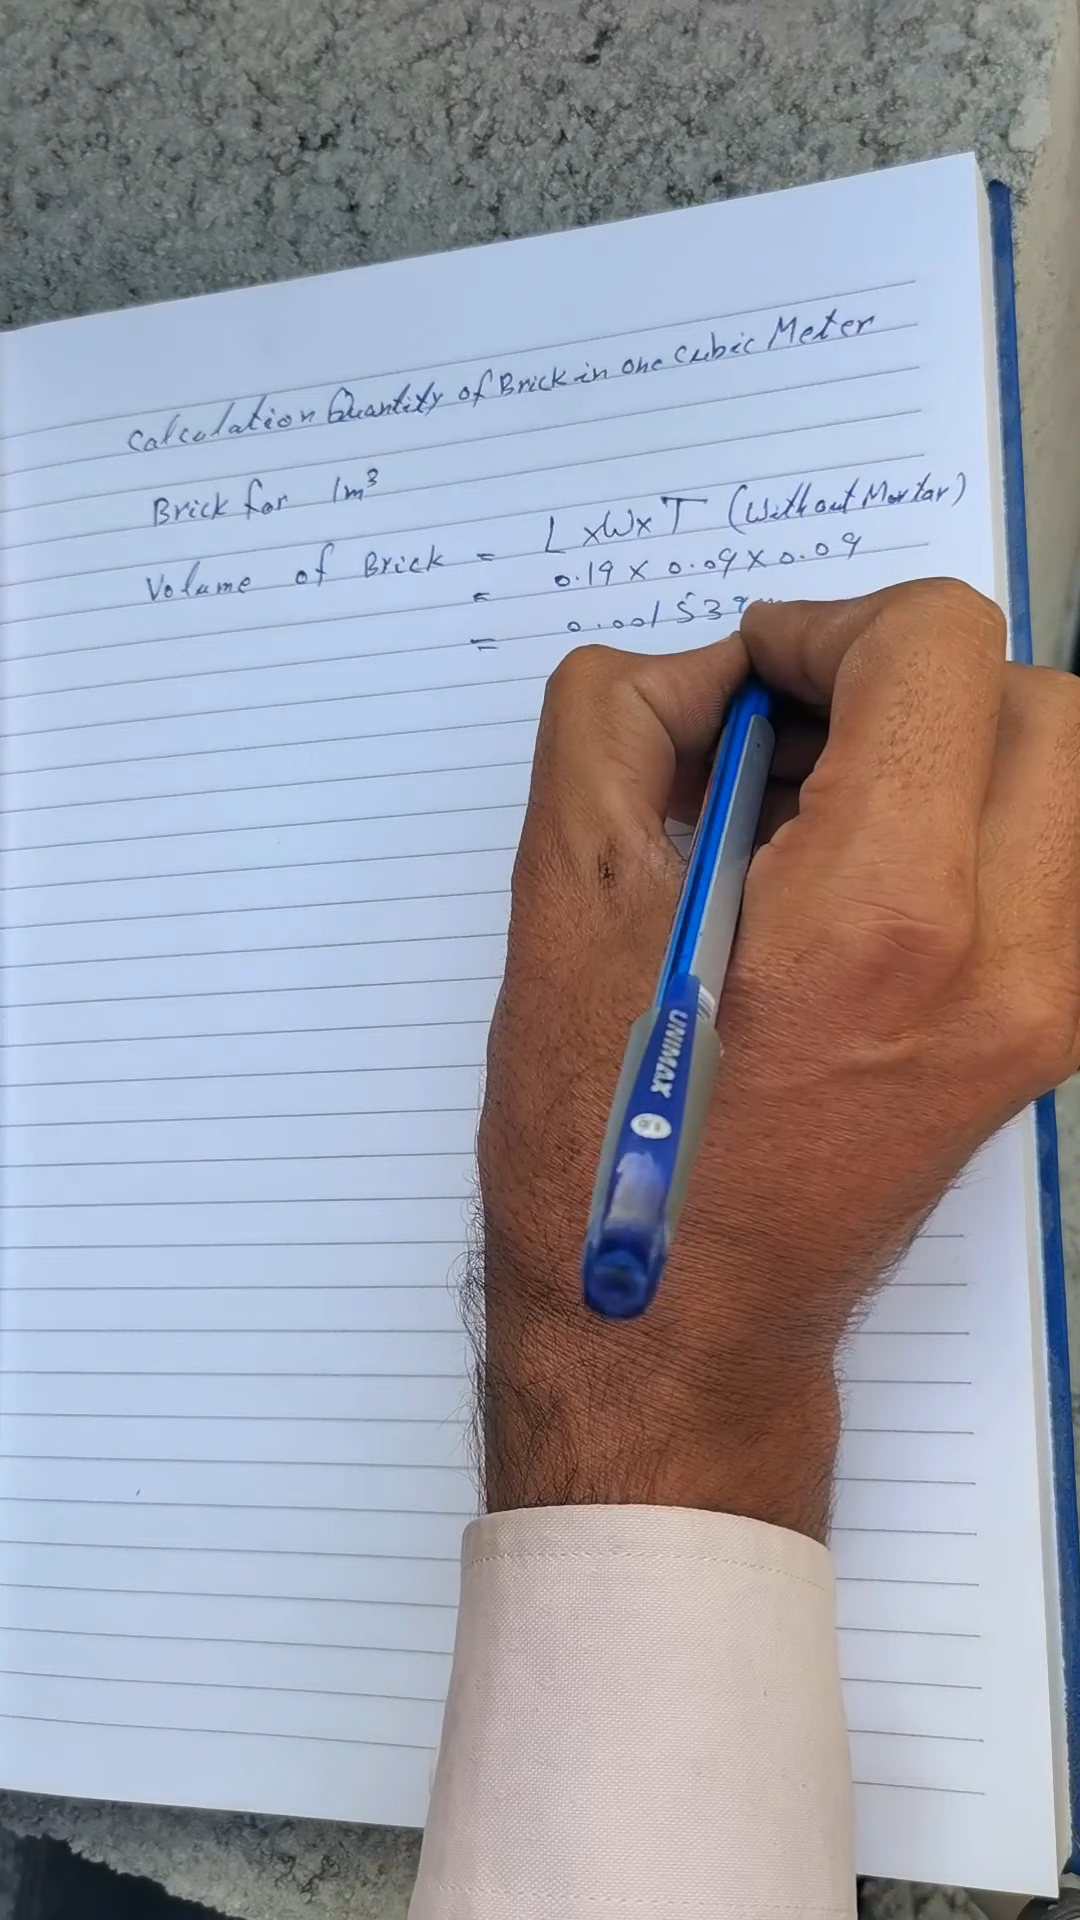 Calculation Quantity of Brick in one Cubic Meter
Brick for 1m³
Volume of Brick = L x W x T (Without Mortar)
= 0.19 x 0.09 x 0.09
= 0.001539
UNIMAX